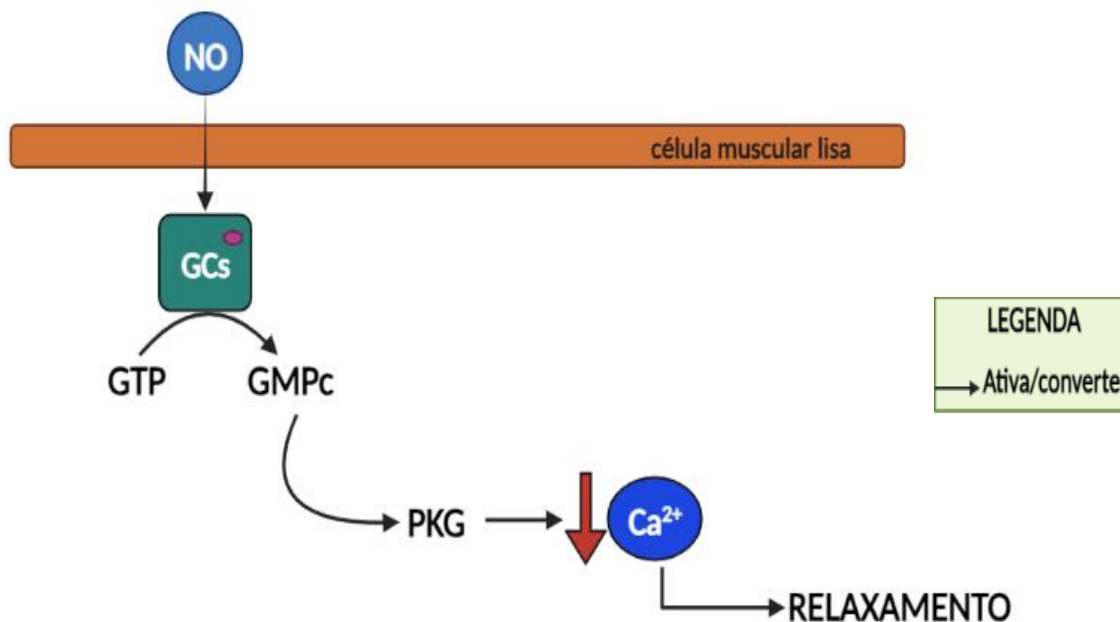 NO
célula muscular lisa
GCs
GTP
GMPc
LEGENDA
Ativa/converte
PKG
Ca²⁺
RELAXAMENTO